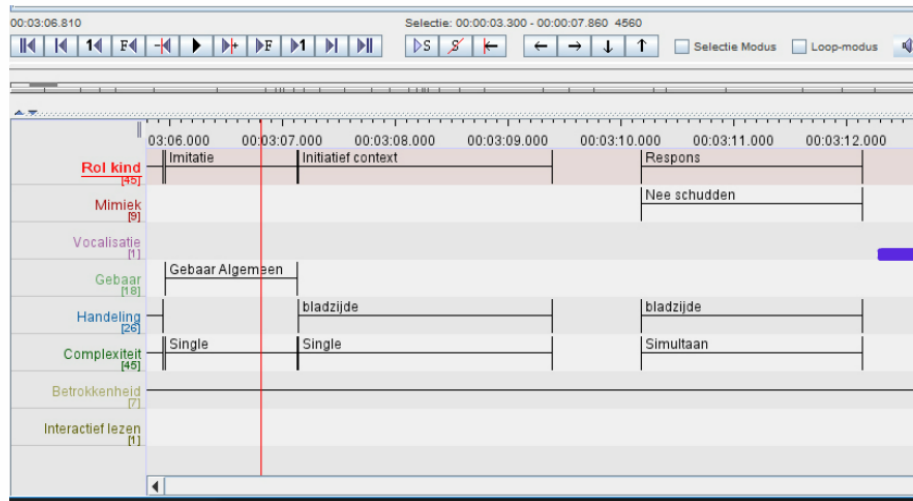 00:03:06.810 Selectie: 00:00:03.300 - 00:00:07.860 4560
1 F F 1 S S Selectie Modus Loop-modus
03:06.000 00:03:07.000 00:03:08.000 00:03:09.000 00:03:10.000 00:03:11.000 00:03:12.000
Rol kind Imitatie Initiatief context Respons
[45]
Mimiek Nee schudden
[9]
Vocalisatie
[1]
Gebaar Gebaar Algemeen
[18]
Handeling bladzijde bladzijde
[26]
Complexiteit Single Single Simultaan
[45]
Betrokkenheid
[7]
Interactief lezen
[1]